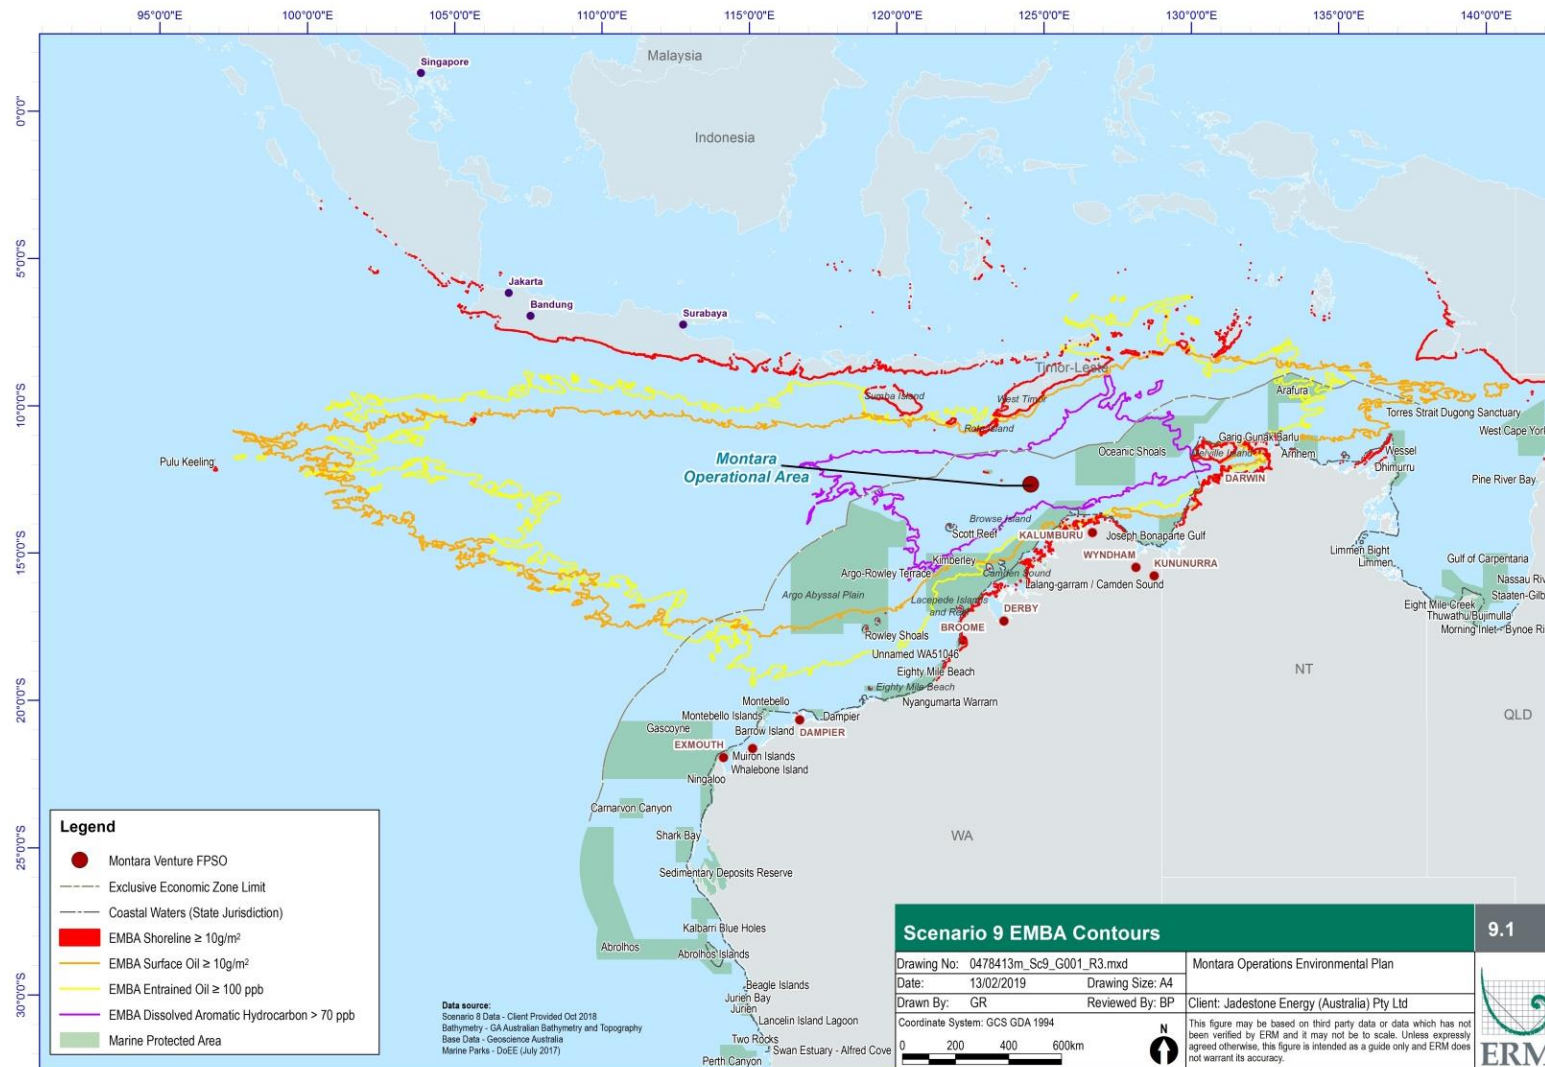 95°0'0"E
100°0'0"E
105°0'0"E
110°0'0"E
115°0'0"E
120°0'0"E
125°0'0"E
130°0'0"E
135°0'0"E
140°0'0"E
0°0'0"
5°0'0"S
10°0'0"S
15°0'0"S
20°0'0"S
25°0'0"S
30°0'0"S
Singapore
Malaysia
Indonesia
Jakarta
Bandung
Surabaya
Timor-Leste
Sumba Island
West Timor
Rote Island
Arafura
Torres Strait Dugong Sanctuary
West Cape York
Garig Gunak Barlu
Melville Island
Arnhem
Wessel
Dhimurru
Oceanic Shoals
Pulu Keeling
Montara
Operational Area
DARWIN
Pine River Bay
Browse Island
Scott Reef
KALUMBURU
Joseph Bonaparte Gulf
WYNDHAM
KUNUNURRA
Limmen Bight
Limmen
Gulf of Carpentaria
Kimberley
Argo-Rowley Terrace
Camden Sound
Lalang-garram / Camden Sound
Nassau Riv
Staaten-Gilb
Argo Abyssal Plain
Lacepede Islands
and Reef
Eight Mile Creek
Thuwathu/Bujimulla
Morning Inlet - Bynoe Ri
DERBY
BROOME
Rowley Shoals
Unnamed WA51046
Eighty Mile Beach
Eighty Mile Beach
Nyangumarta Warrarn
NT
QLD
WA
Montebello
Montebello Islands
Dampier
Barrow Island
DAMPIER
Gascoyne
EXMOUTH
Muiron Islands
Whalebone Island
Ningaloo
Carnarvon Canyon
Shark Bay
Sedimentary Deposits Reserve
Kalbarri Blue Holes
Abrolhos
Abrolhos Islands
Beagle Islands
Jurien Bay
Jurien
Lancelin Island Lagoon
Two Rocks
Swan Estuary - Alfred Cove
Perth Canyon
Legend
Montara Venture FPSO
Exclusive Economic Zone Limit
Coastal Waters (State Jurisdiction)
EMBA Shoreline ≥ 10g/m²
EMBA Surface Oil ≥ 10g/m²
EMBA Entrained Oil ≥ 100 ppb
EMBA Dissolved Aromatic Hydrocarbon > 70 ppb
Marine Protected Area
Data source:
Scenario 8 Data - Client Provided Oct 2018
Bathymetry - GA Australian Bathymetry and Topography
Base Data - Geoscience Australia
Marine Parks - DoEE (July 2017)
Scenario 9 EMBA Contours
9.1
Drawing No: 0478413m_Sc9_G001_R3.mxd
Montara Operations Environmental Plan
Date: 13/02/2019 Drawing Size: A4
Drawn By: GR Reviewed By: BP
Client: Jadestone Energy (Australia) Pty Ltd
Coordinate System: GCS GDA 1994
0 200 400 600km
N
This figure may be based on third party data or data which has not
been verified by ERM and it may not be to scale. Unless expressly
agreed otherwise, this figure is intended as a guide only and ERM does
not warrant its accuracy.
ERM